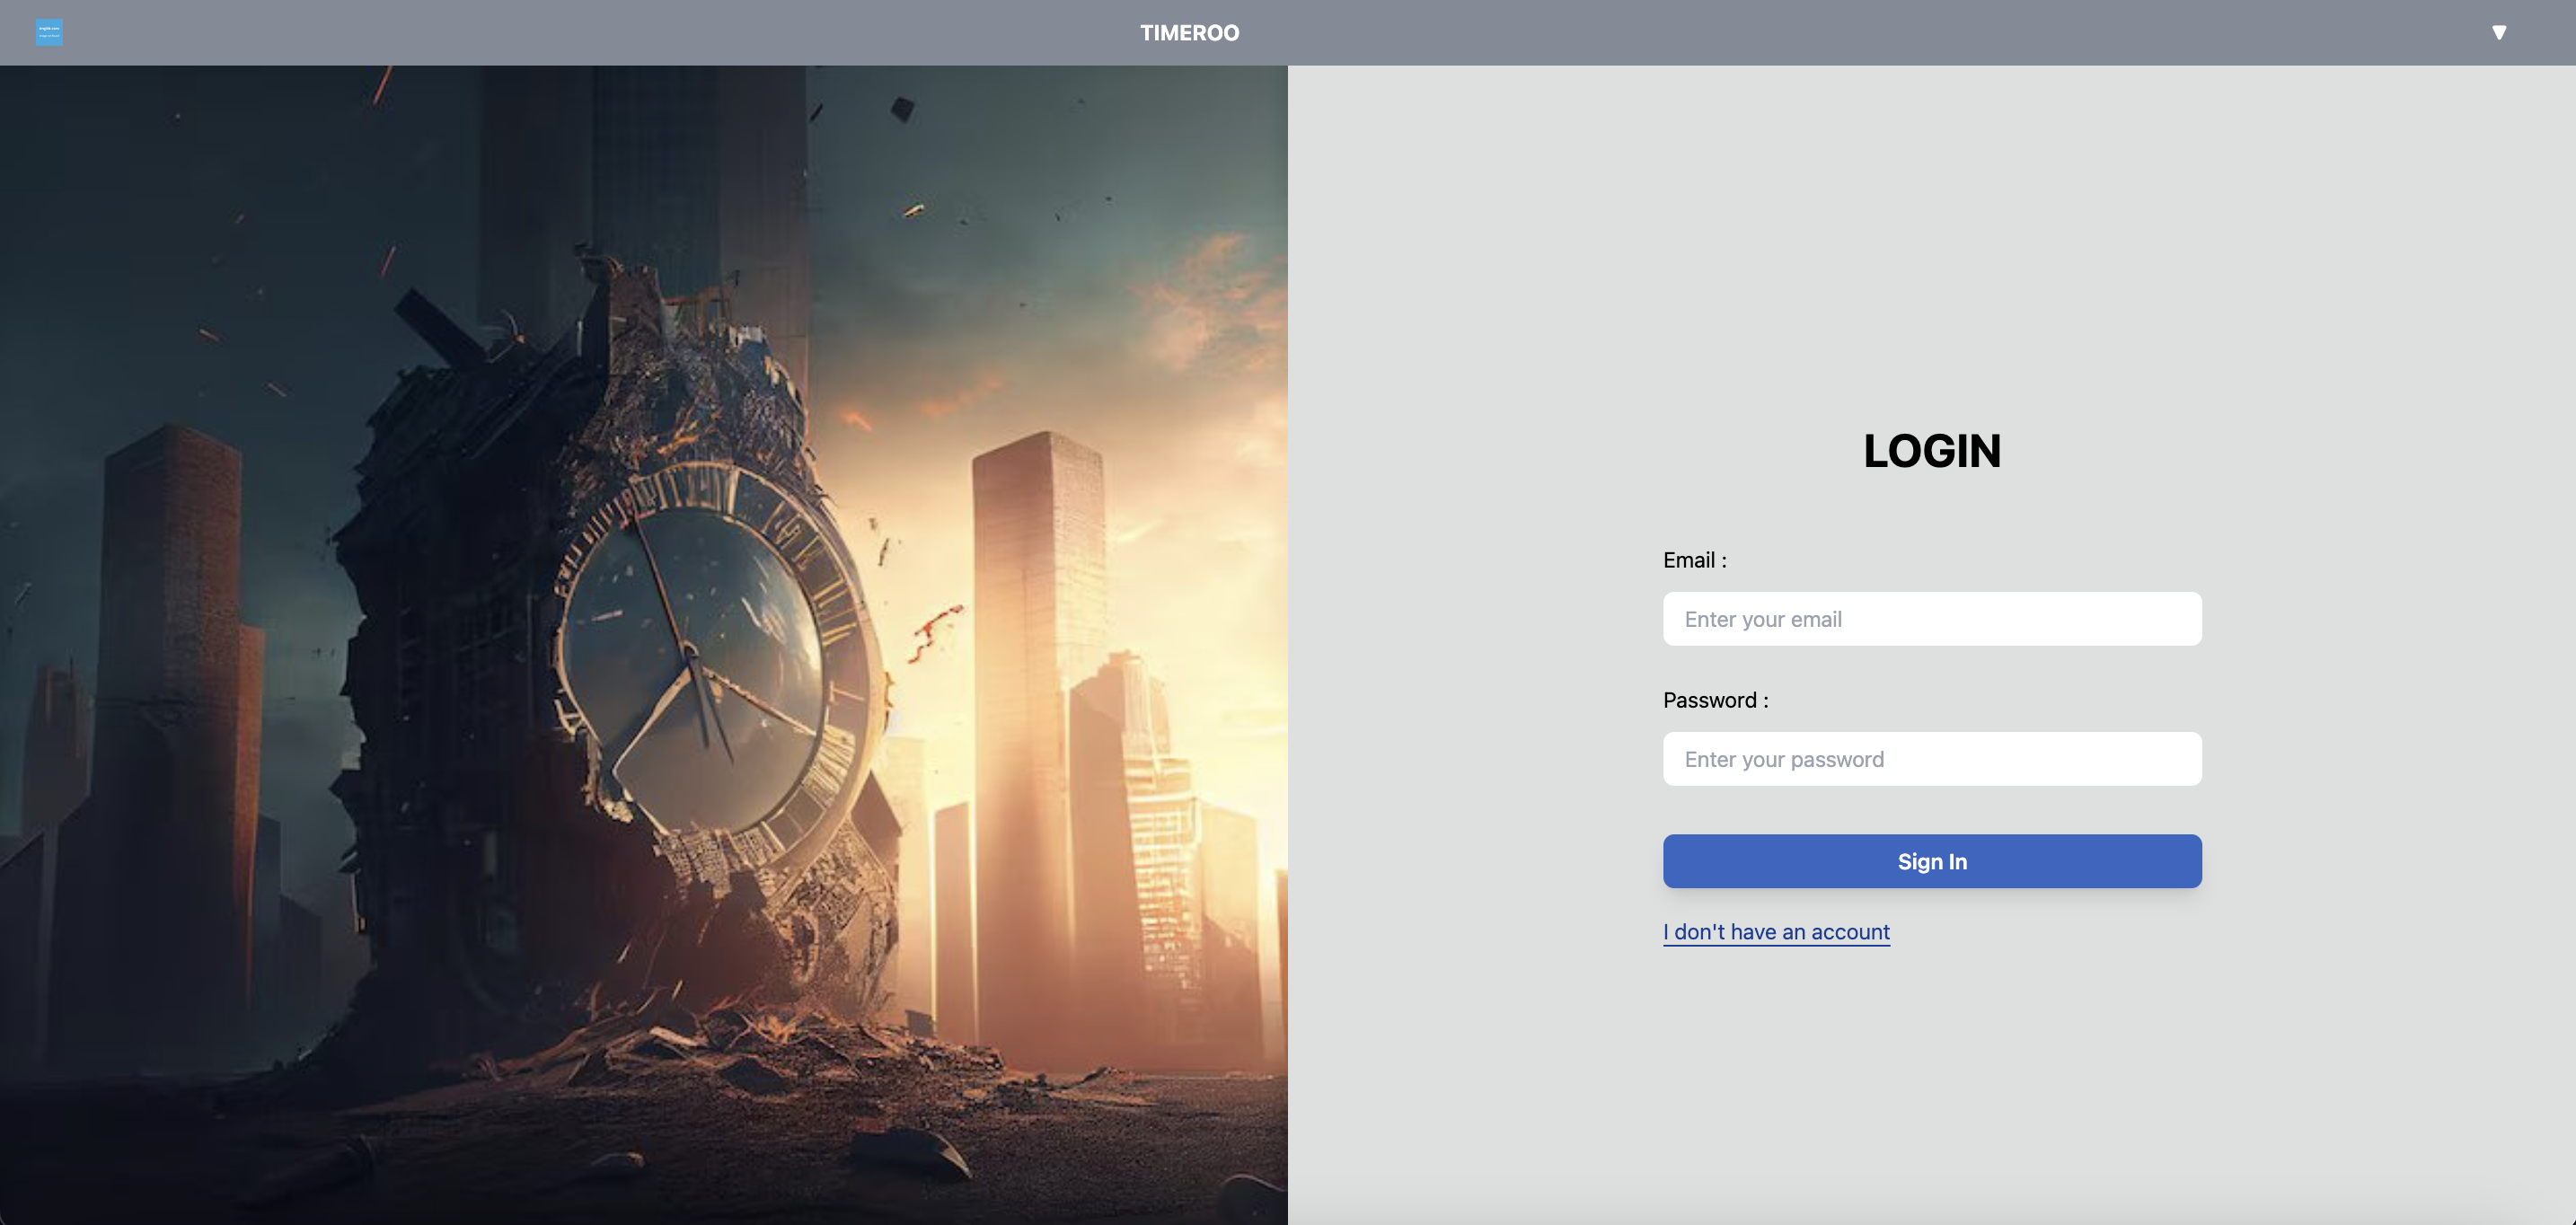 TIMEROO
LOGIN
Email :
Enter your email
Password :
Enter your password
Sign In
I don't have an account